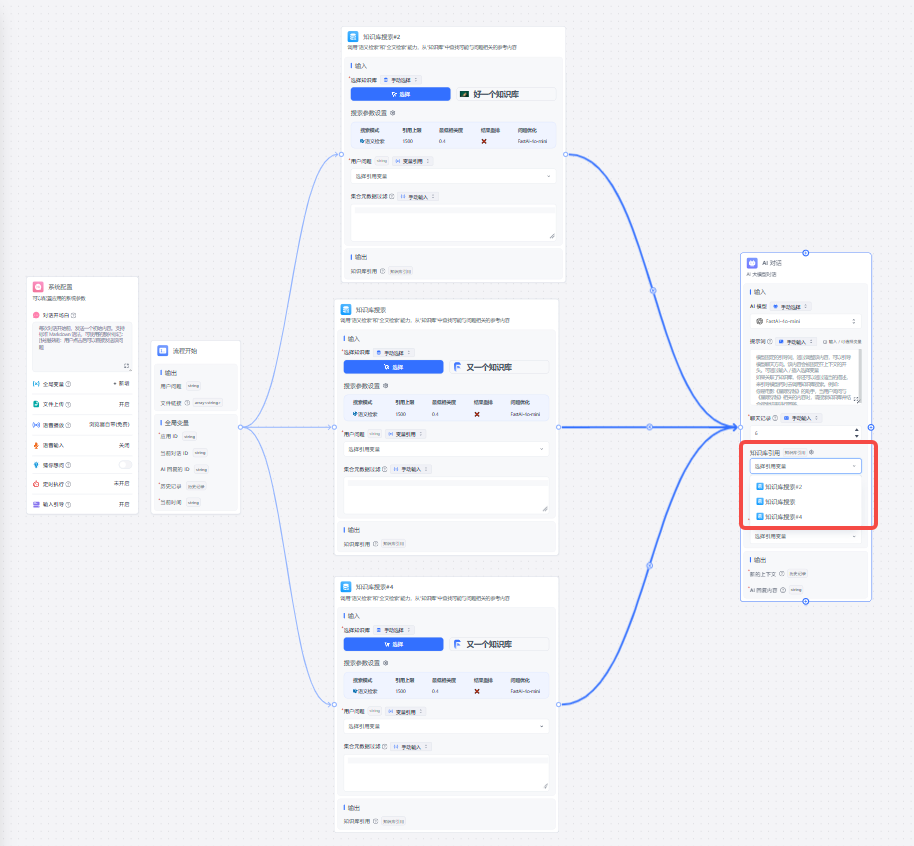 系统配置
可以配置应用的系统参数
对话开场白
全局变量
+ 新增
文件上传
开启
语音播放
浏览器自带(免费)
语音输入
关闭
猜你想问
定时执行
未开启
输入引导
开启
流程开始
输出
用户问题 string
文件链接 array<string>
全局变量
应用 ID string
当前对话 ID string
AI 回复的 ID string
历史记录 历史记录
当前时间 string
知识库搜索#2
调用“语义检索”和“全文检索”能力，从“知识库”中查找可能与问题相关的参考内容
输入
*选择知识库 手动选择
选择
好一个知识库
搜索参数设置
搜索模式 引用上限 最低相关度 结果重排 问题优化
语义检索 1500 0.4 FastAI-4o-mini
*用户问题 string 变量引用
选择引用变量
集合元数据过滤 手动输入
输出
知识库引用 知识库引用
知识库搜索
调用“语义检索”和“全文检索”能力，从“知识库”中查找可能与问题相关的参考内容
输入
*选择知识库 手动选择
选择
又一个知识库
搜索参数设置
搜索模式 引用上限 最低相关度 结果重排 问题优化
语义检索 1500 0.4 FastAI-4o-mini
*用户问题 string 变量引用
选择引用变量
集合元数据过滤 手动输入
输出
知识库引用 知识库引用
知识库搜索#4
调用“语义检索”和“全文检索”能力，从“知识库”中查找可能与问题相关的参考内容
输入
*选择知识库 手动选择
选择
又一个知识库
搜索参数设置
搜索模式 引用上限 最低相关度 结果重排 问题优化
语义检索 1500 0.4 FastAI-4o-mini
*用户问题 string 变量引用
选择引用变量
集合元数据过滤 手动输入
输出
知识库引用 知识库引用
AI 对话
AI 大模型对话
输入
AI 模型 手动选择
FastAI-4o-mini
提示词 手动输入
聊天记录 手动输入
6
知识库引用 知识库引用
选择引用变量
知识库搜索#2
知识库搜索
知识库搜索#4
选择引用变量
输出
新的上下文 历史记录
AI 回复内容 string